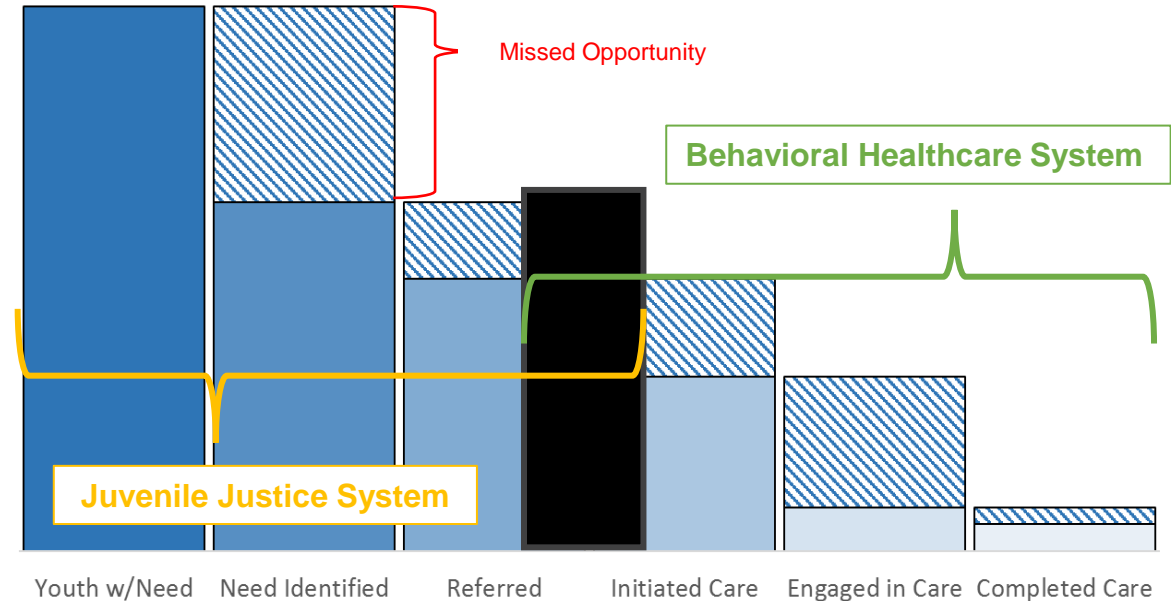 Missed Opportunity
Behavioral Healthcare System
Juvenile Justice System
Youth w/Need
Need Identified
Referred
Initiated Care
Engaged in Care
Completed Care